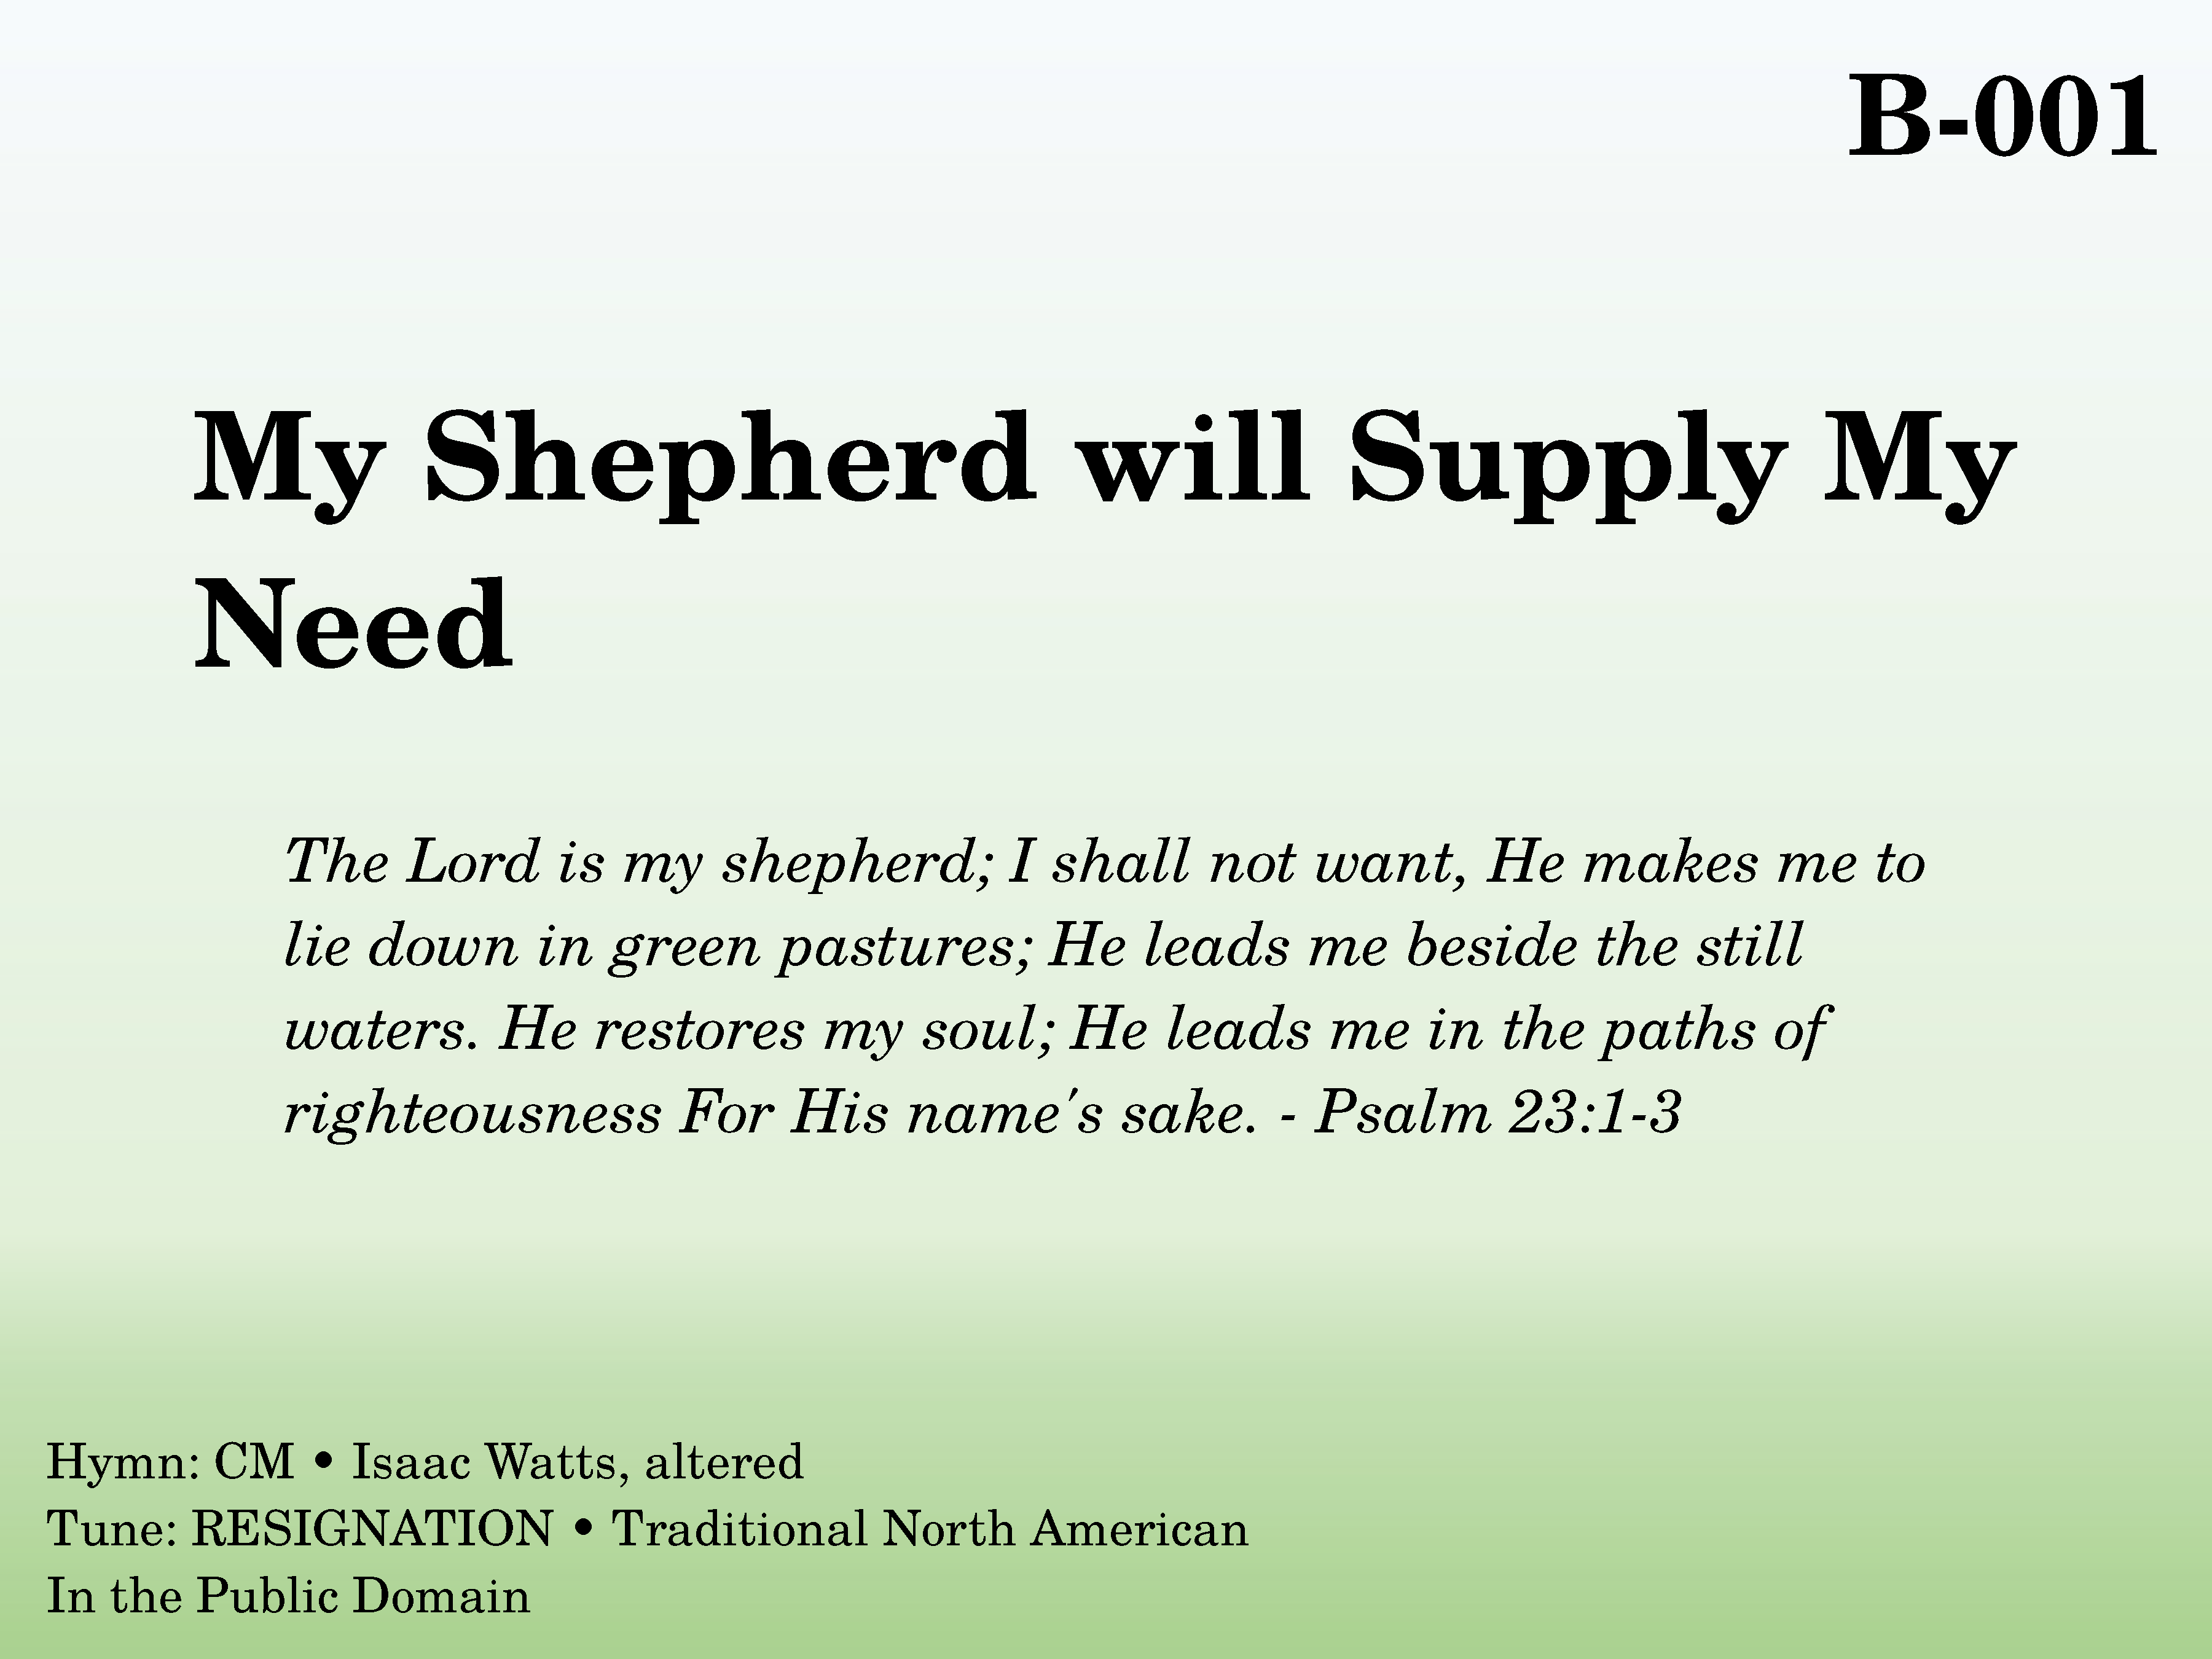 B-001
My Shepherd will Supply My
Need
The Lord is my shepherd; I shall not want, He makes me to
lie down in green pastures; He leads me beside the still
waters. He restores my soul; He leads me in the paths of
righteousness For His name's sake. - Psalm 23:1-3
Hymn: CM • Isaac Watts, altered
Tune: RESIGNATION • Traditional North American
In the Public Domain